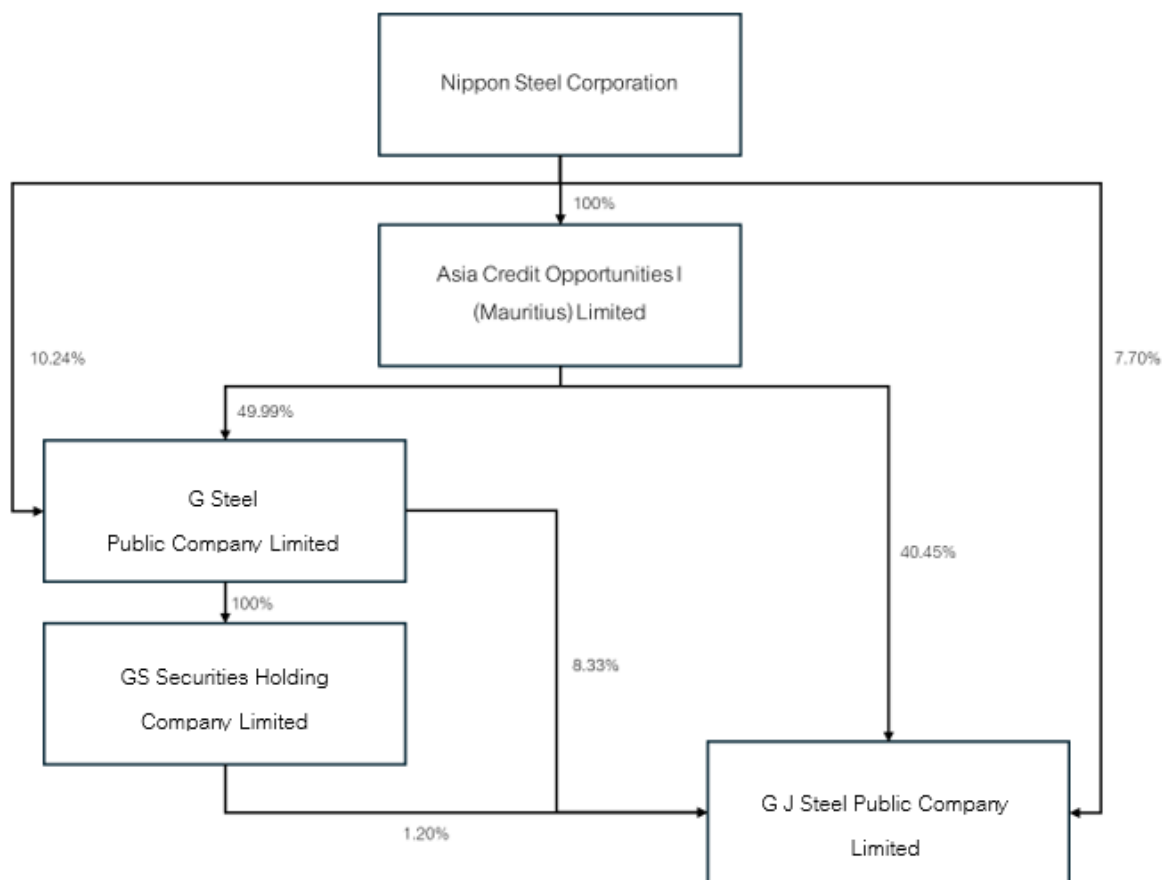 Nippon Steel Corporation
100%
Asia Credit Opportunities I
(Mauritius) Limited
10.24%
7.70%
49.99%
G Steel
Public Company Limited
40.45%
100%
8.33%
GS Securities Holding
Company Limited
1.20%
G J Steel Public Company
Limited